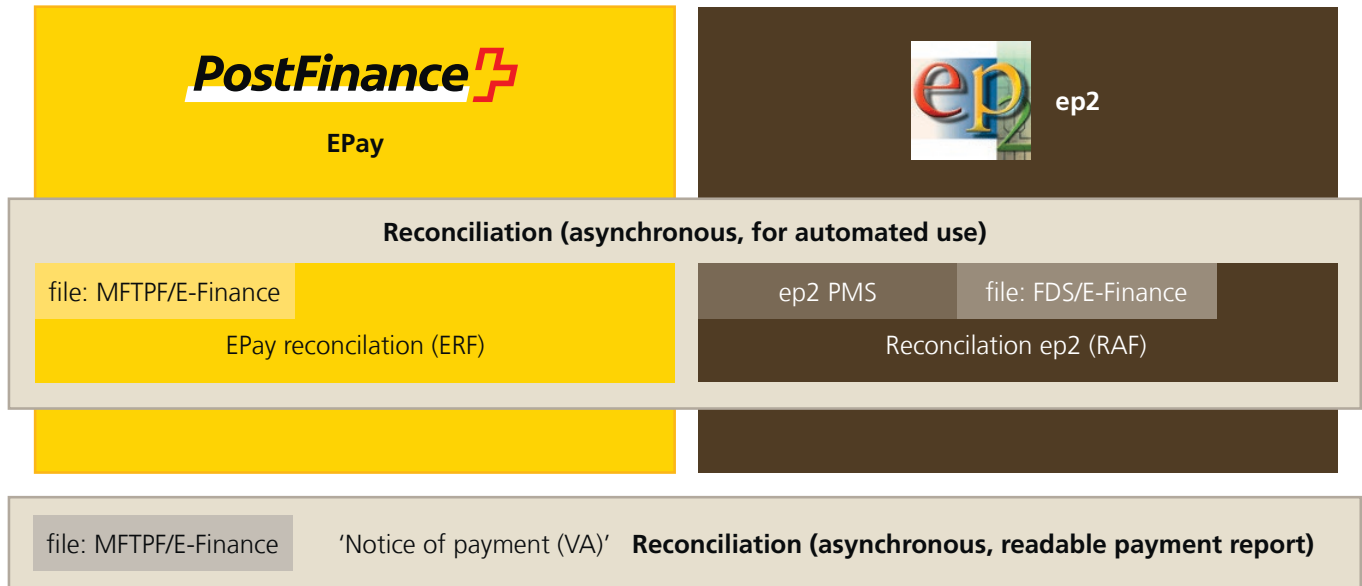 PostFinance
EPay
ep2
ep2
Reconciliation (asynchronous, for automated use)
file: MFTPF/E-Finance
EPay reconcilation (ERF)
ep2 PMS
file: FDS/E-Finance
Reconcilation ep2 (RAF)
file: MFTPF/E-Finance ‘Notice of payment (VA)’ Reconciliation (asynchronous, readable payment report)